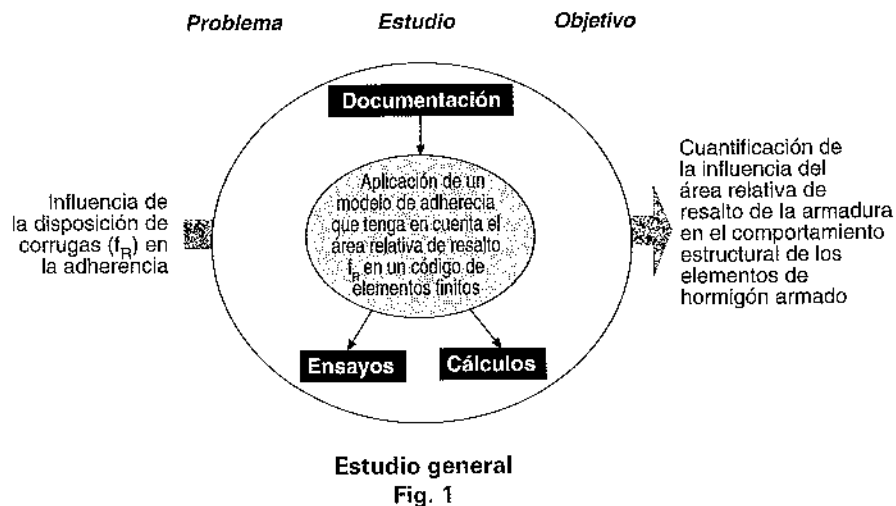 Problema Estudio Objetivo
Documentación
Influencia de
la disposición de
corrugas (fR) en
la adherencia
Aplicación de un
modelo de adherecia
que tenga en cuenta el
área relativa de resalto
fR en un código de
elementos finitos
Ensayos
Cálculos
Cuantificación de
la influencia del
área relativa de
resalto de la armadura
en el comportamiento
estructural de los
elementos de
hormigón armado
Estudio general
Fig. 1